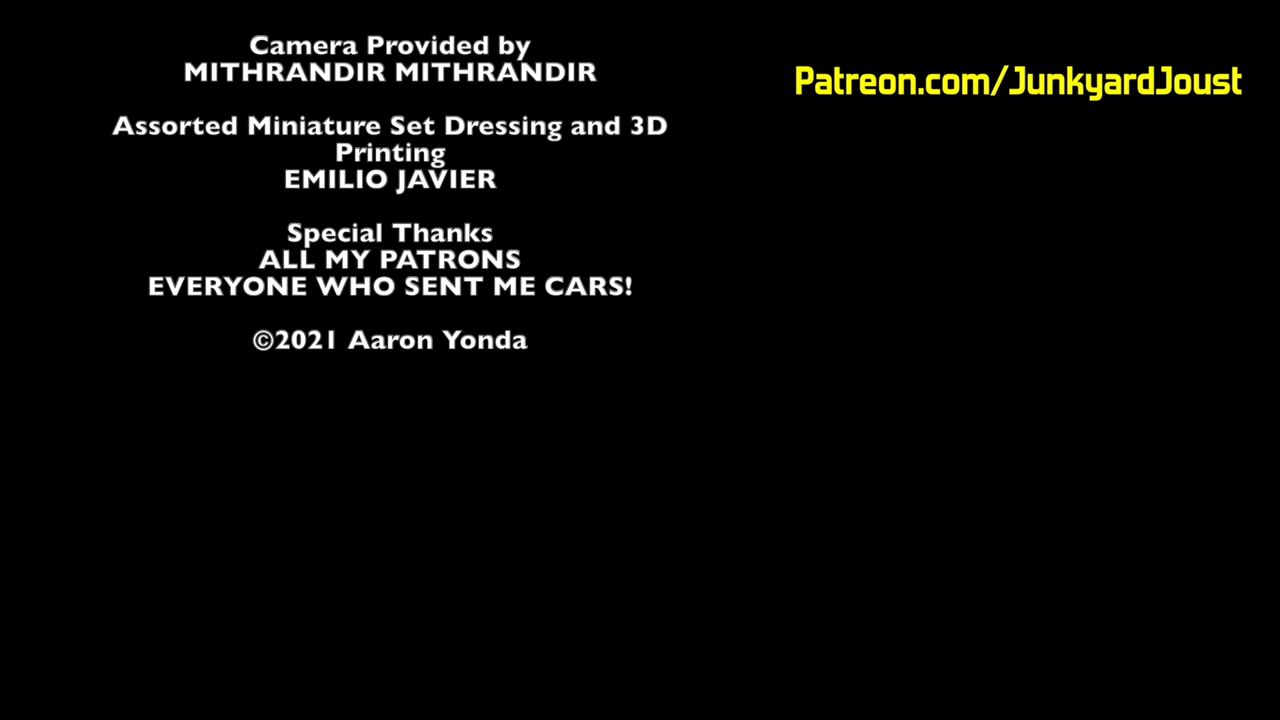 Camera Provided by
MITHRANDIR MITHRANDIR
Assorted Miniature Set Dressing and 3D
Printing
EMILIO JAVIER
Special Thanks
ALL MY PATRONS
EVERYONE WHO SENT ME CARS!
©2021 Aaron Yonda
Patreon.com/JunkyardJoust